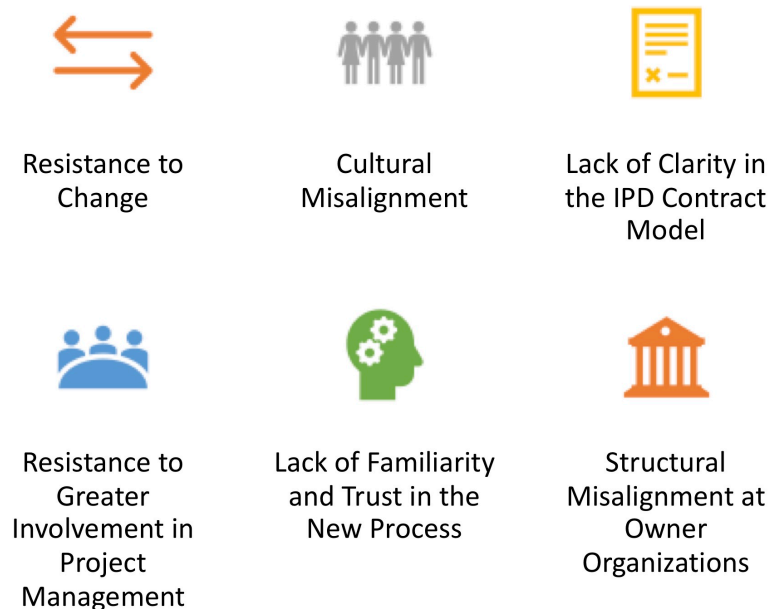 Resistance to
Change
Cultural
Misalignment
Lack of Clarity in
the IPD Contract
Model
Resistance to
Greater
Involvement in
Project
Management
Lack of Familiarity
and Trust in the
New Process
Structural
Misalignment at
Owner
Organizations